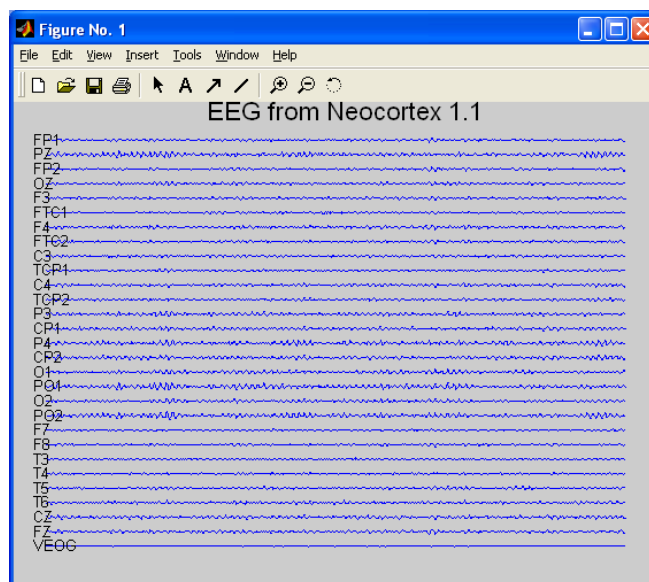 Figure No. 1
File Edit View Insert Tools Window Help
A
EEG from Neocortex 1.1
FP1
PZ
FP2
OZ
F3
FTC1
F4
FTC2
C3
TCP1
C4
TCP2
P3
CP1
P4
CP2
O1
PO1
O2
PO2
F7
F8
T3
T4
T5
T6
CZ
FZ
VEOG